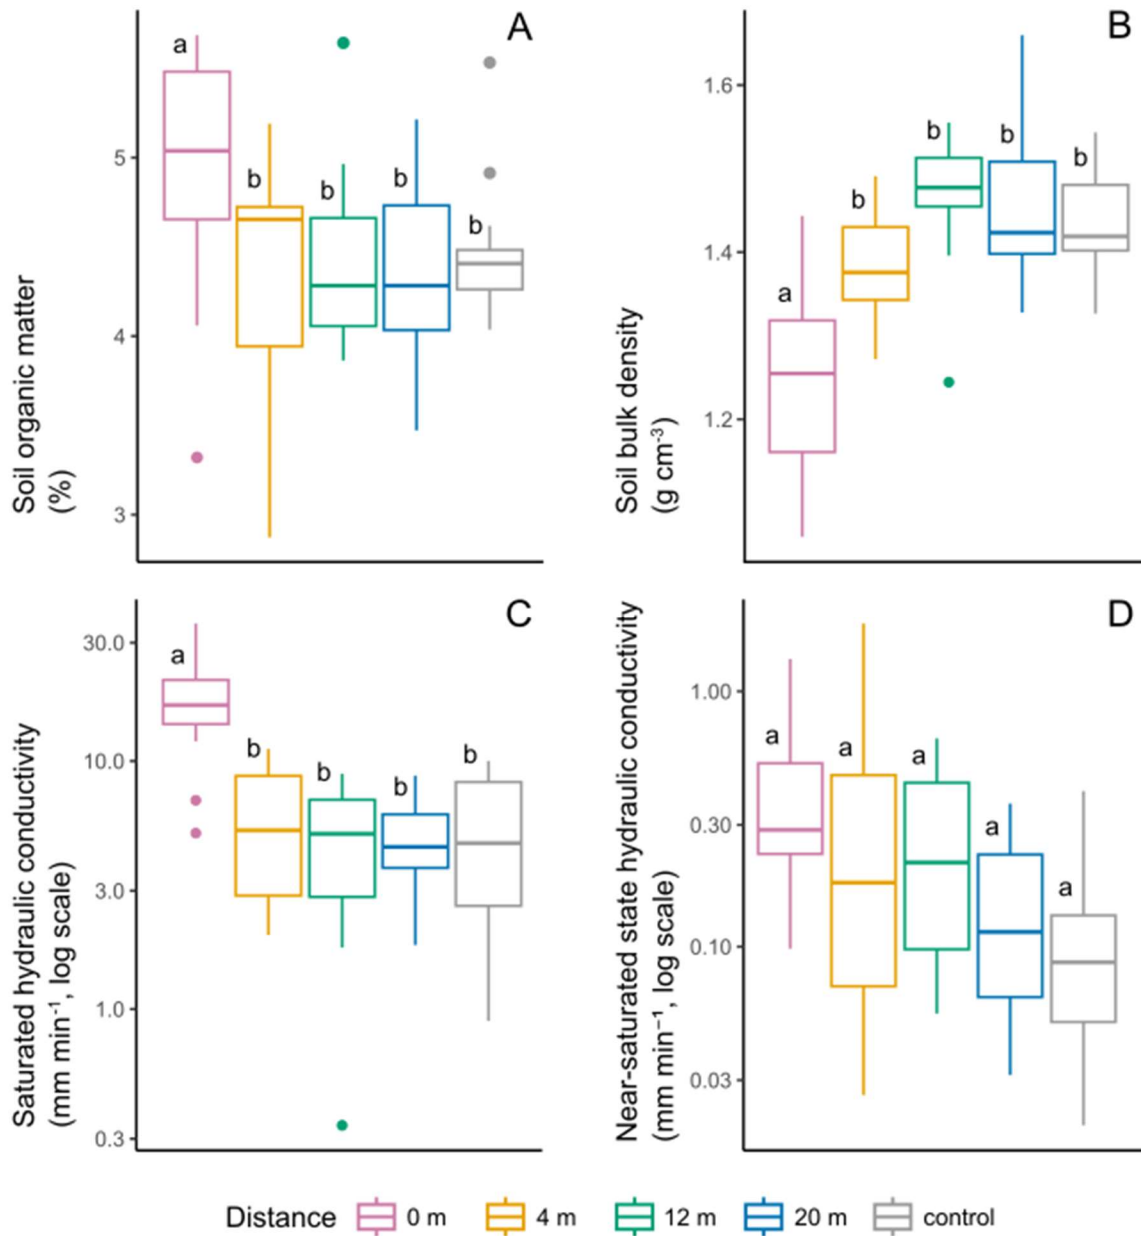 A
a
b
b
b
b
5
4
3
Soil organic matter
(%)
B
a
b
b
b
b
1.6
1.4
1.2
Soil bulk density
(g cm⁻³)
C
a
b
b
b
b
30.0
10.0
3.0
1.0
0.3
Saturated hydraulic conductivity
(mm min⁻¹, log scale)
D
a
a
a
a
a
1.00
0.30
0.10
0.03
Near-saturated state hydraulic conductivity
(mm min⁻¹, log scale)
Distance 0 m 4 m 12 m 20 m control